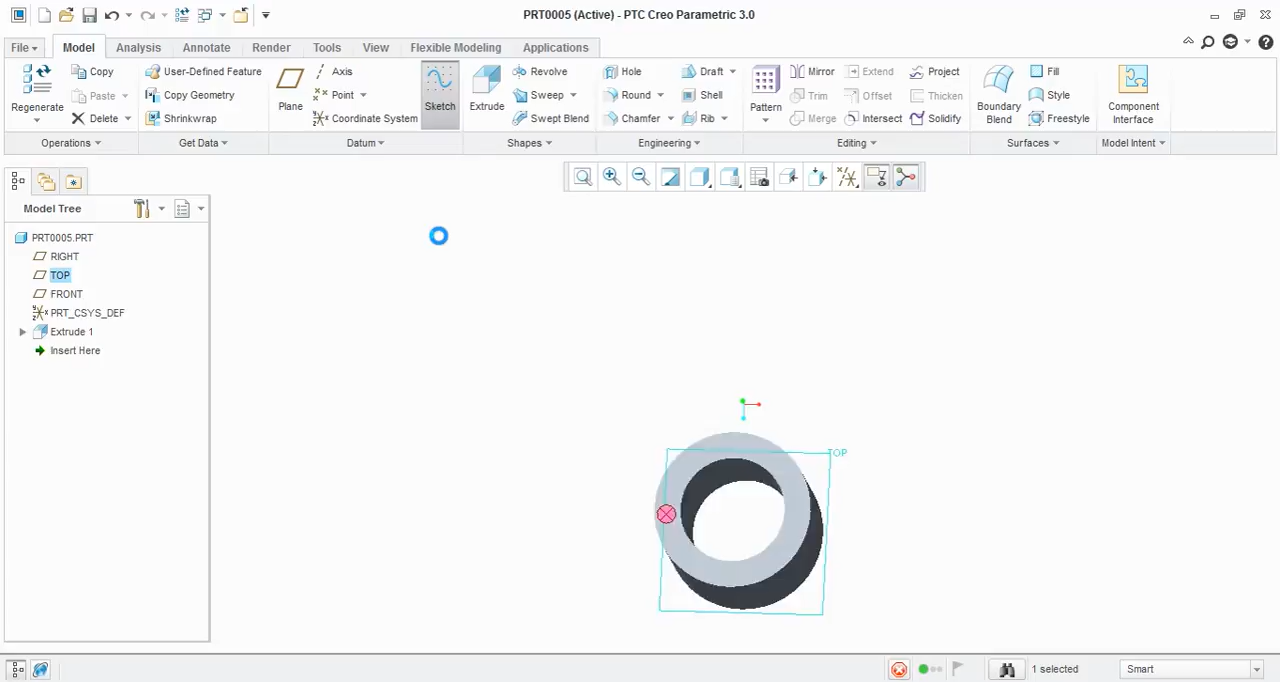 PRT0005 (Active) - PTC Creo Parametric 3.0
File Model Analysis Annotate Render Tools View Flexible Modeling Applications
Regenerate
Copy
Paste
Delete
User-Defined Feature
Copy Geometry
Shrinkwrap
Plane
Axis
Point
Coordinate System
Sketch
Extrude
Revolve
Sweep
Swept Blend
Hole
Round
Chamfer
Draft
Shell
Rib
Pattern
Mirror
Trim
Merge
Extend
Offset
Intersect
Project
Thicken
Solidify
Boundary
Blend
Fill
Style
Freestyle
Component
Interface
Operations Get Data Datum Shapes Engineering Editing Surfaces Model Intent
Model Tree
PRT0005.PRT
RIGHT
TOP
FRONT
PRT_CSYS_DEF
Extrude 1
Insert Here
TOP
1 selected
Smart